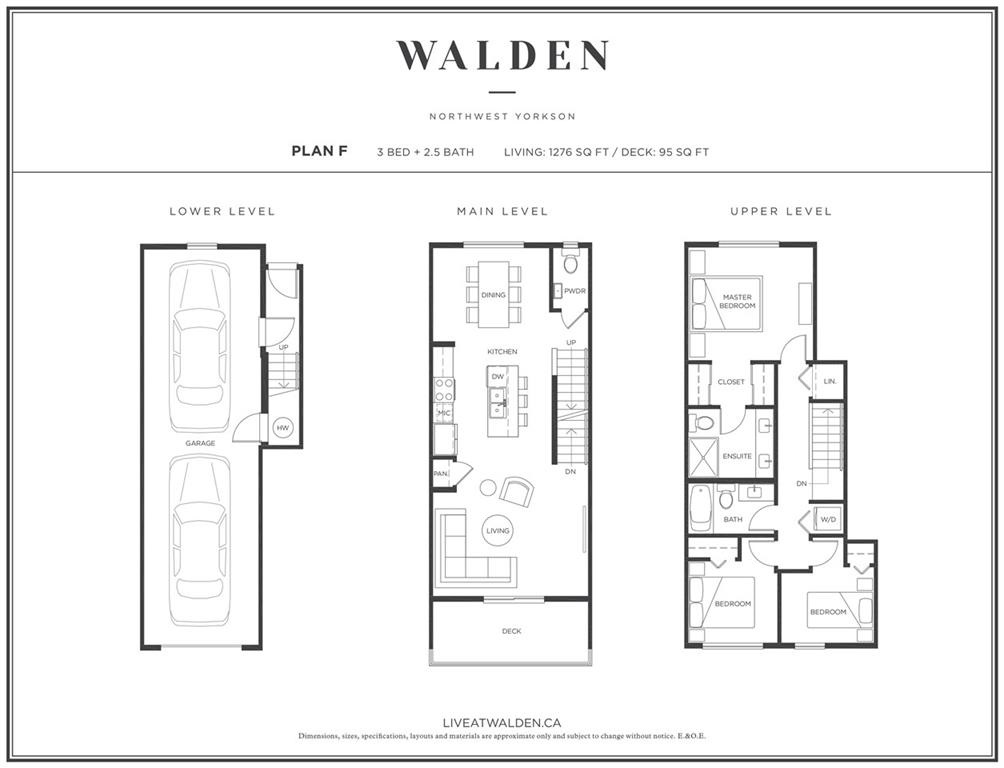 WALDEN
NORTHWEST YORKSON
PLAN F 3 BED + 2.5 BATH LIVING: 1276 SQ FT / DECK: 95 SQ FT
LOWER LEVEL
UP
HW
GARAGE
MAIN LEVEL
PWDR
DINING
UP
KITCHEN
DW
MIC
DN
PAN.
LIVING
DECK
UPPER LEVEL
MASTER
BEDROOM
CLOSET
LIN.
ENSUITE
DN
BATH
W/D
BEDROOM
BEDROOM
LIVEATWALDEN.CA
Dimensions, sizes, specifications, layouts and materials are approximate only and subject to change without notice. E.&O.E.